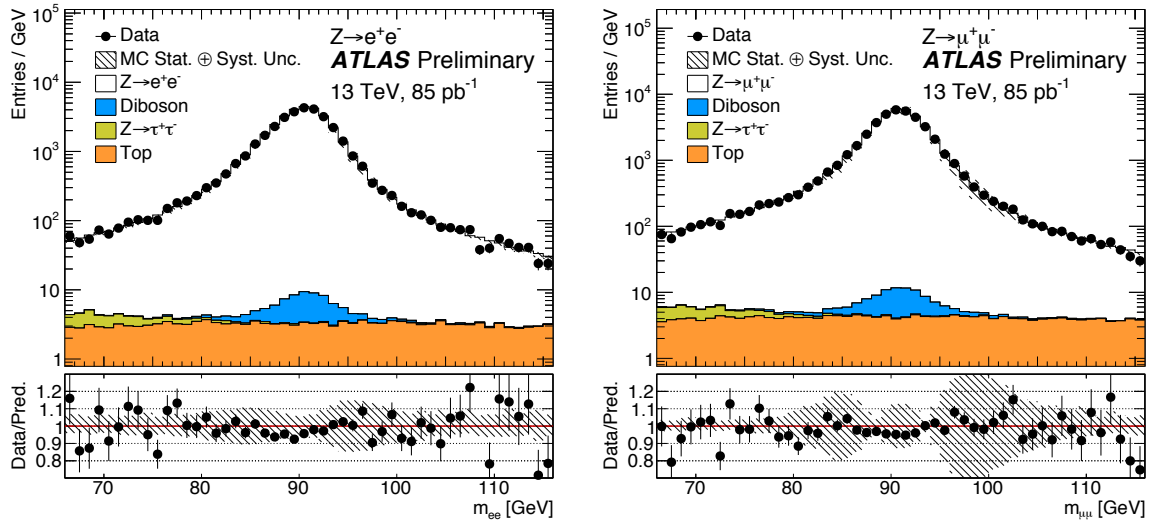 Entries / GeV
10⁵
10⁴
10³
10²
10
1
Data
MC Stat. ⊕ Syst. Unc.
Z→e⁺e⁻
Diboson
Z→τ⁺τ⁻
Top
Z→e⁺e⁻
ATLAS Preliminary
13 TeV, 85 pb⁻¹
Data/Pred.
1.2
1.1
1
0.9
0.8
70 80 90 100 110
m_ee [GeV]
Entries / GeV
10⁵
10⁴
10³
10²
10
1
Data
MC Stat. ⊕ Syst. Unc.
Z→μ⁺μ⁻
Diboson
Z→τ⁺τ⁻
Top
Z→μ⁺μ⁻
ATLAS Preliminary
13 TeV, 85 pb⁻¹
Data/Pred.
1.2
1.1
1
0.9
0.8
70 80 90 100 110
m_μμ [GeV]